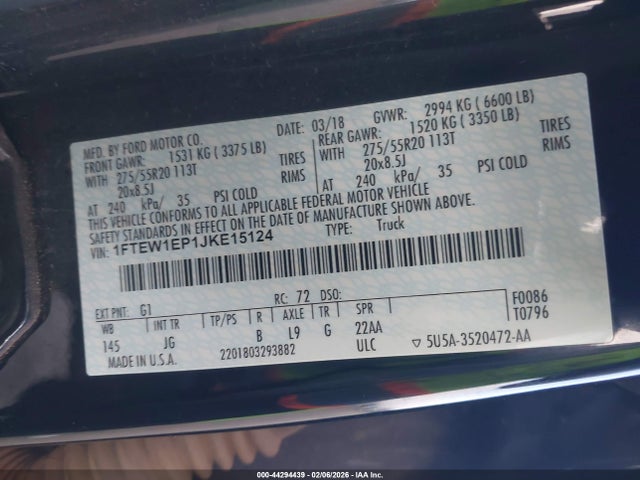 MFD. BY FORD MOTOR CO. DATE: 03/18 GVWR: 2994 KG ( 6600 LB)
FRONT GAWR: 1531 KG ( 3375 LB) REAR GAWR: 1520 KG ( 3350 LB)
WITH 275/55R20 113T TIRES WITH 275/55R20 113T TIRES
20x8.5J RIMS 20x8.5J RIMS
AT 240 kPa/ 35 PSI COLD AT 240 kPa/ 35 PSI COLD
THIS VEHICLE CONFORMS TO ALL APPLICABLE FEDERAL MOTOR VEHICLE
SAFETY STANDARDS IN EFFECT ON THE DATE OF MANUFACTURE SHOWN ABOVE.
VIN: 1FTEW1EP1JKE15124 TYPE: Truck
EXT PNT: G1 RC: 72 DSO: F0086
WB INT TR TP/PS R AXLE TR SPR T0796
145 JG B L9 G 22AA
MADE IN U.S.A. 2201803293882 ULC ▽ 5U5A-3520472-AA
000-44294439 - 02/06/2026 - IAA Inc.